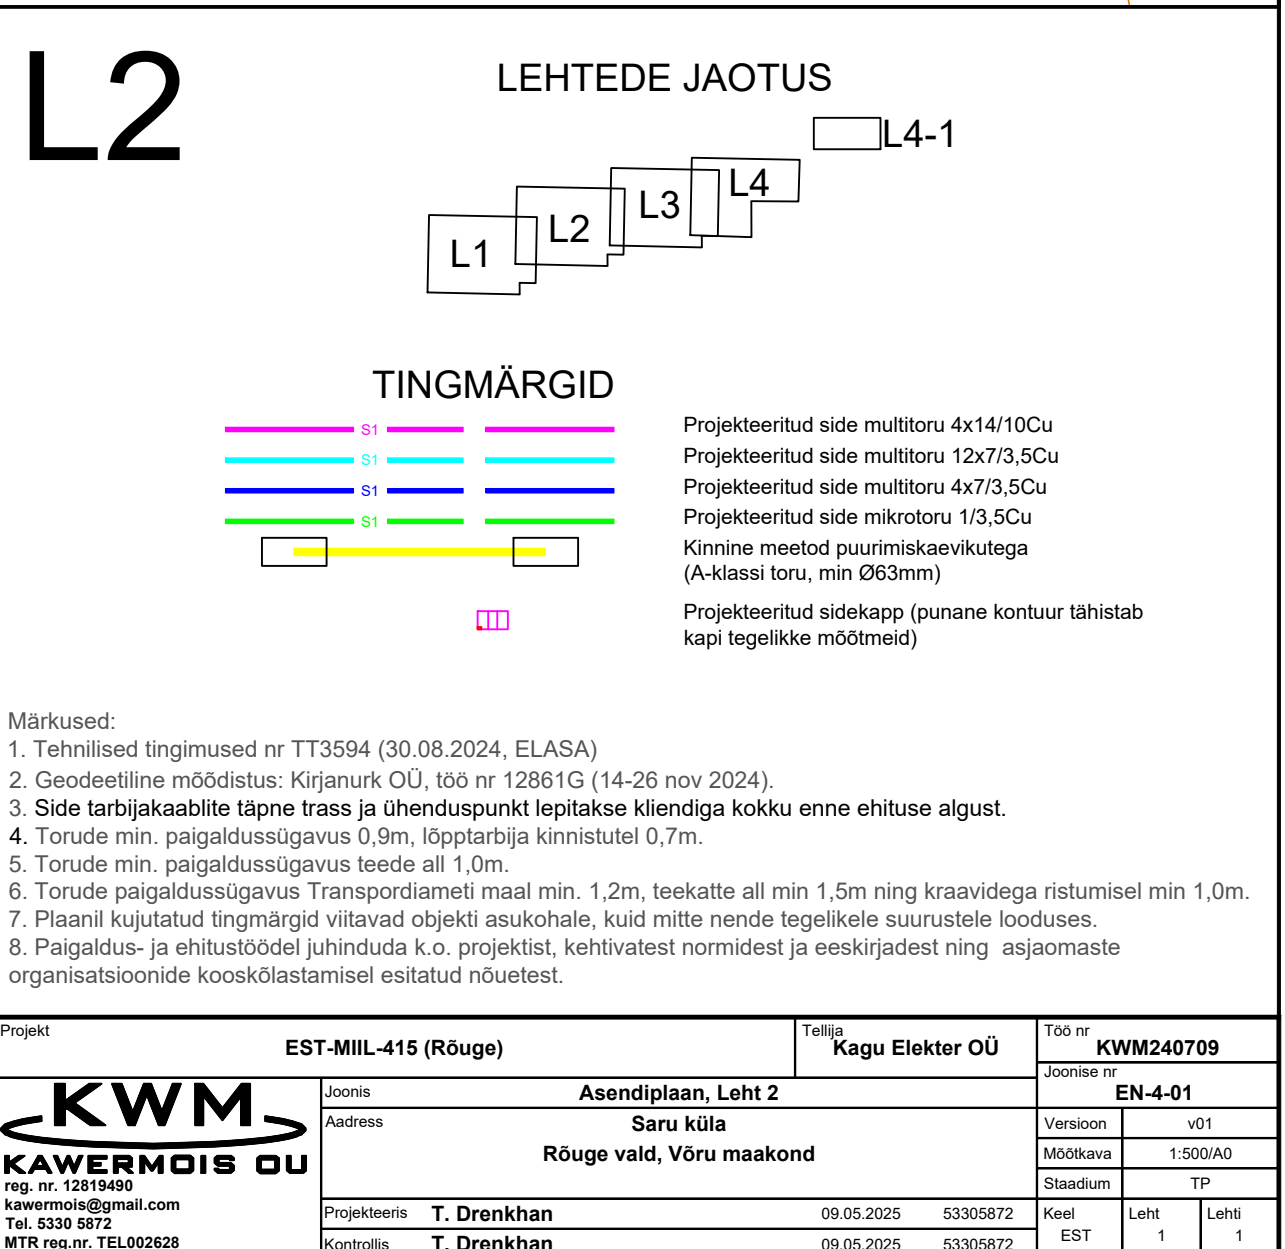 L2
LEHTEDE JAOTUS
L4-1
L4
L3
L2
L1
TINGMÄRGID
S1 Projekteeritud side multitoru 4x14/10Cu
S1 Projekteeritud side multitoru 12x7/3,5Cu
S1 Projekteeritud side multitoru 4x7/3,5Cu
S1 Projekteeritud side mikrotoru 1/3,5Cu
Kinnine meetod puurimiskaevikutega
(A-klassi toru, min Ø63mm)
Projekteeritud sidekapp (punane kontuur tähistab
kapi tegelikke mõõtmeid)
Märkused:
1. Tehnilised tingimused nr TT3594 (30.08.2024, ELASA)
2. Geodeetiline mõõdistus: Kirjanurk OÜ, töö nr 12861G (14-26 nov 2024).
3. Side tarbijakaablite täpne trass ja ühenduspunkt lepitakse kliendiga kokku enne ehituse algust.
4. Torude min. paigaldussügavus 0,9m, lõpptarbija kinnistutel 0,7m.
5. Torude min. paigaldussügavus teede all 1,0m.
6. Torude paigaldussügavus Transpordiameti maal min. 1,2m, teekatte all min 1,5m ning kraavidega ristumisel min 1,0m.
7. Plaanil kujutatud tingmärgid viitavad objekti asukohale, kuid mitte nende tegelikele suurustele looduses.
8. Paigaldus- ja ehitustöödel juhinduda k.o. projektist, kehtivatest normidest ja eeskirjadest ning asjaomaste
organisatsioonide kooskõlastamisel esitatud nõuetest.
Projekt
EST-MIIL-415 (Rõuge)
Tellija
Kagu Elekter OÜ
Töö nr
KWM240709
Joonise nr
EN-4-01
KWM
KAWERMOIS OU
reg. nr. 12819490
kawermois@gmail.com
Tel. 5330 5872
MTR reg.nr. TEL002628
Joonis Asendiplaan, Leht 2
Aadress Saru küla
Rõuge vald, Võru maakond
Versioon v01
Mõõtkava 1:500/A0
Staadium TP
Projekteeris T. Drenkhan 09.05.2025 53305872
Kontrollis T. Drenkhan 09.05.2025 53305872
Keel Leht Lehti
EST 1 1